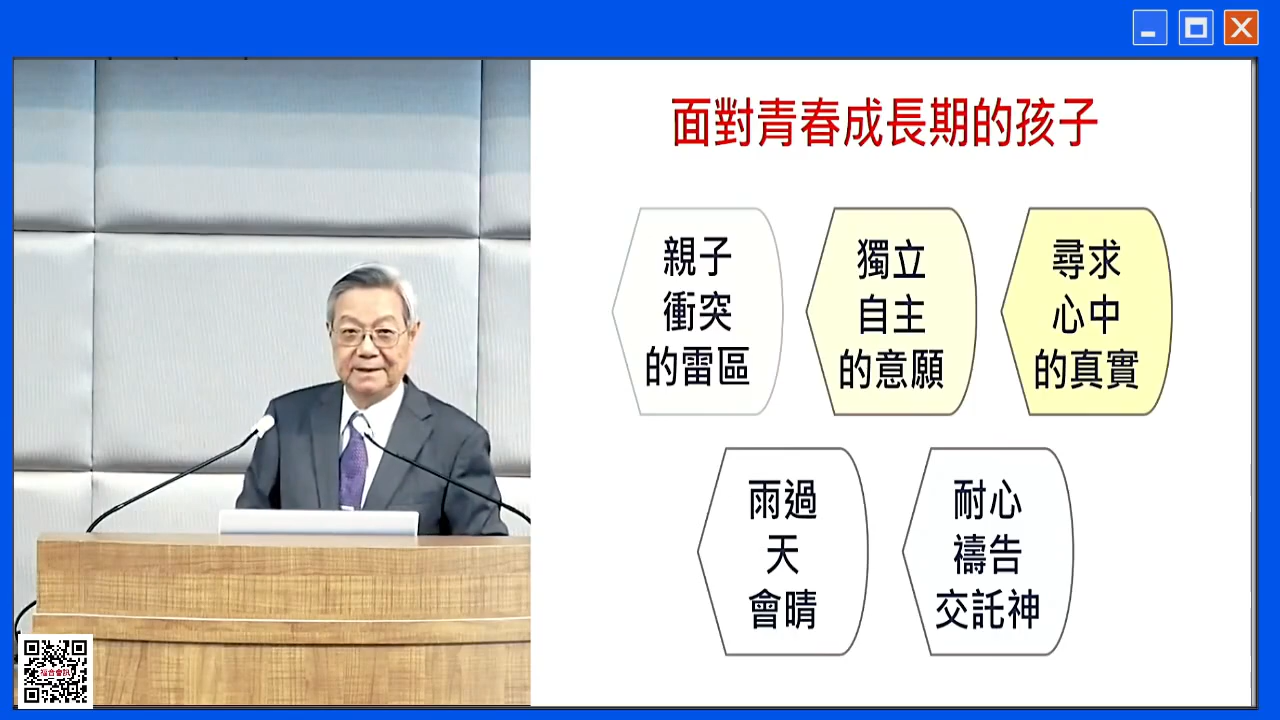 面對青春成長期的孩子
親子
衝突
的雷區
獨立
自主
的意願
尋求
心中
的真實
雨過
天
會晴
耐心
禱告
交託神